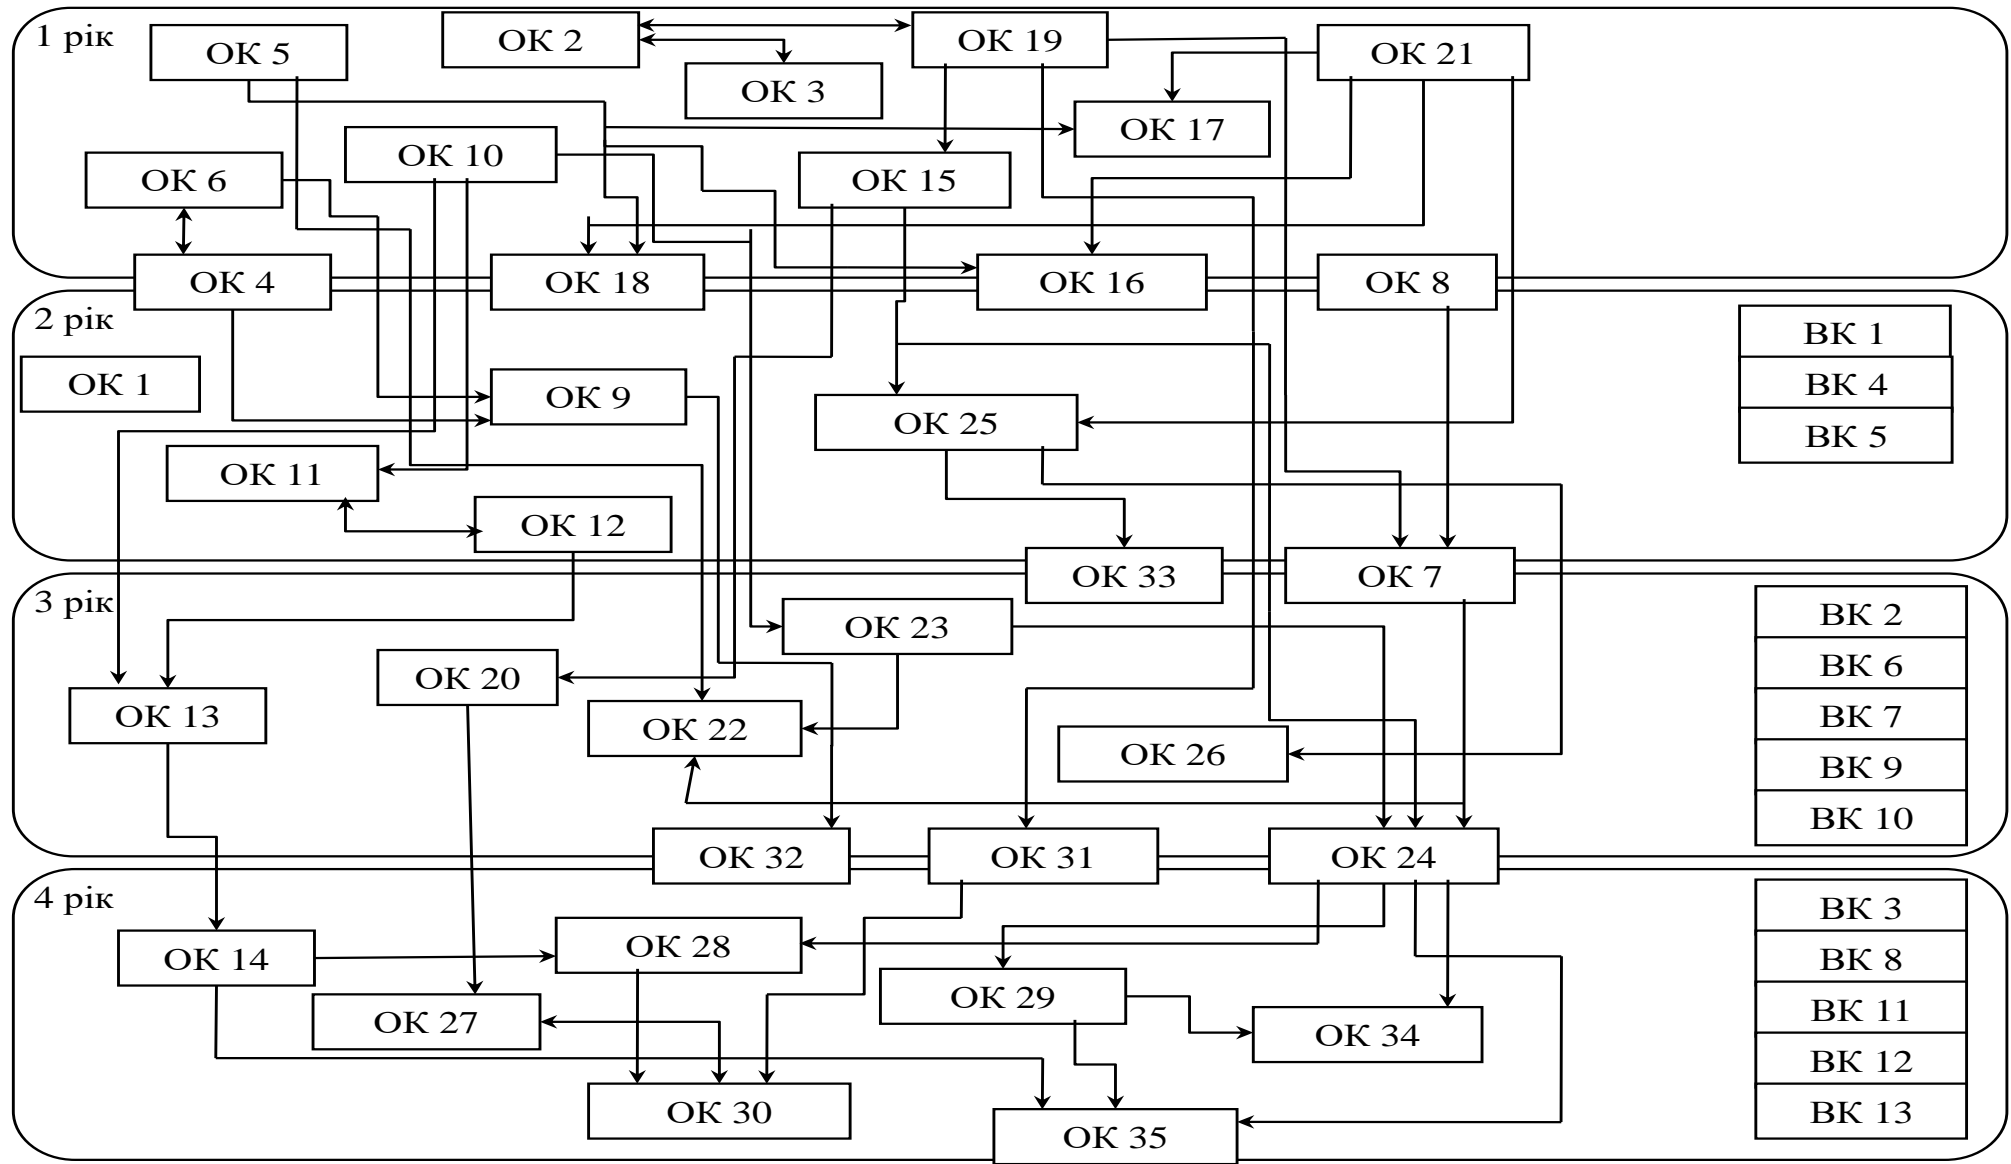 1 рік
ОК 5
ОК 2
ОК 19
ОК 21
ОК 3
ОК 17
ОК 10
ОК 6
ОК 15
ОК 4
ОК 18
ОК 16
ОК 8
2 рік
ВК 1
ОК 1
ВК 4
ОК 9
ОК 25
ВК 5
ОК 11
ОК 12
ОК 33
ОК 7
3 рік
ВК 2
ОК 23
ВК 6
ОК 20
ОК 13
ОК 22
ВК 7
ОК 26
ВК 9
ВК 10
ОК 32
ОК 31
ОК 24
4 рік
ВК 3
ОК 28
ОК 14
ВК 8
ОК 29
ВК 11
ОК 27
ОК 34
ВК 12
ОК 30
ВК 13
ОК 35